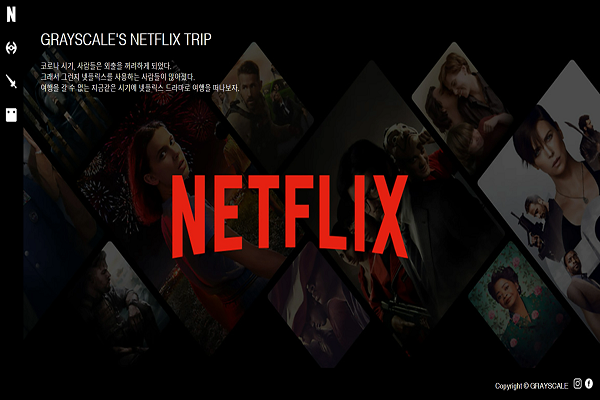 N
GRAYSCALE'S NETFLIX TRIP
코로나 시기, 사람들은 외출을 꺼려하게 되었다.
그래서 그런지 넷플릭스를 사용하는 사람들이 많아졌다.
여행을 갈 수 없는 지금같은 시기에 넷플릭스 드라마로 여행을 떠나보자.
NETFLIX
Copyright © GRAYSCALE